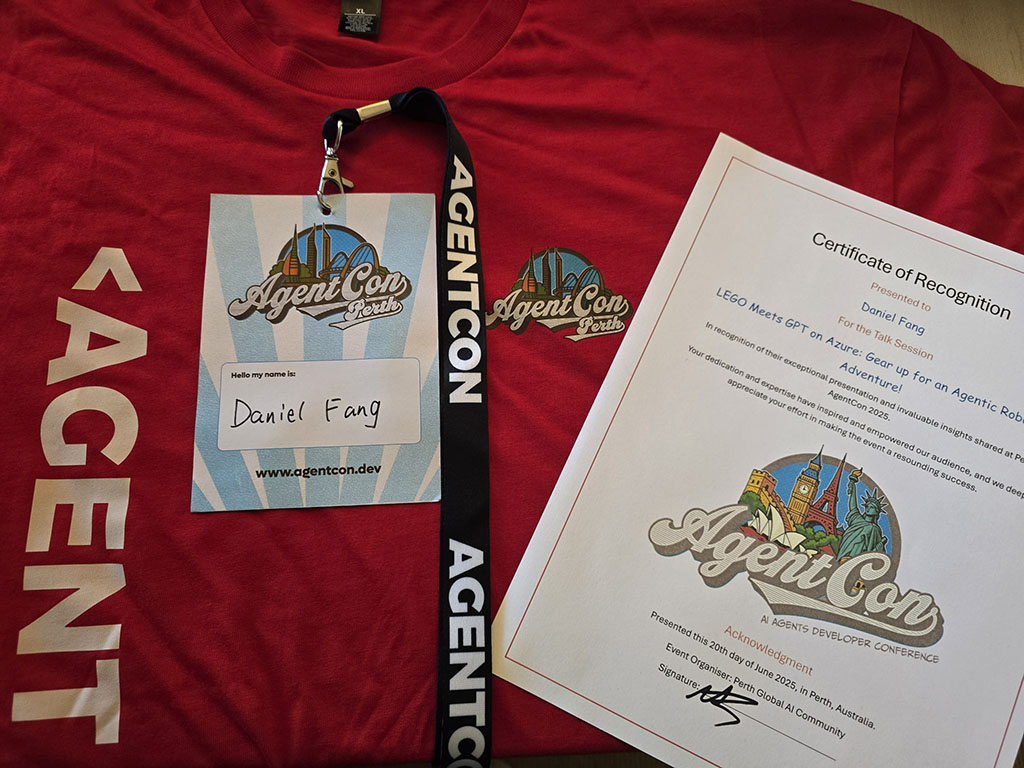 XL
<AGENT
AgentCon
Perth
Hello my name is:
Daniel Fang
www.agentcon.dev
AGENTCON
AGENTC
AgentCon
Perth
Certificate of Recognition
Presented to
Daniel Fang
For the Talk Session
LEGO Meets GPT on Azure: Gear up for an Agentic Rob
Adventure!
In recognition of their exceptional presentation and invaluable insights shared at Pe
AgentCon 2025.
Your dedication and expertise have inspired and empowered our audience, and we deep
appreciate your effort in making the event a resounding success.
AgentCon
AI AGENTS DEVELOPER CONFERENCE
Acknowledgment
Presented this 20th day of June 2025, in Perth, Australia.
Event Organiser: Perth Global AI Community
Signature: